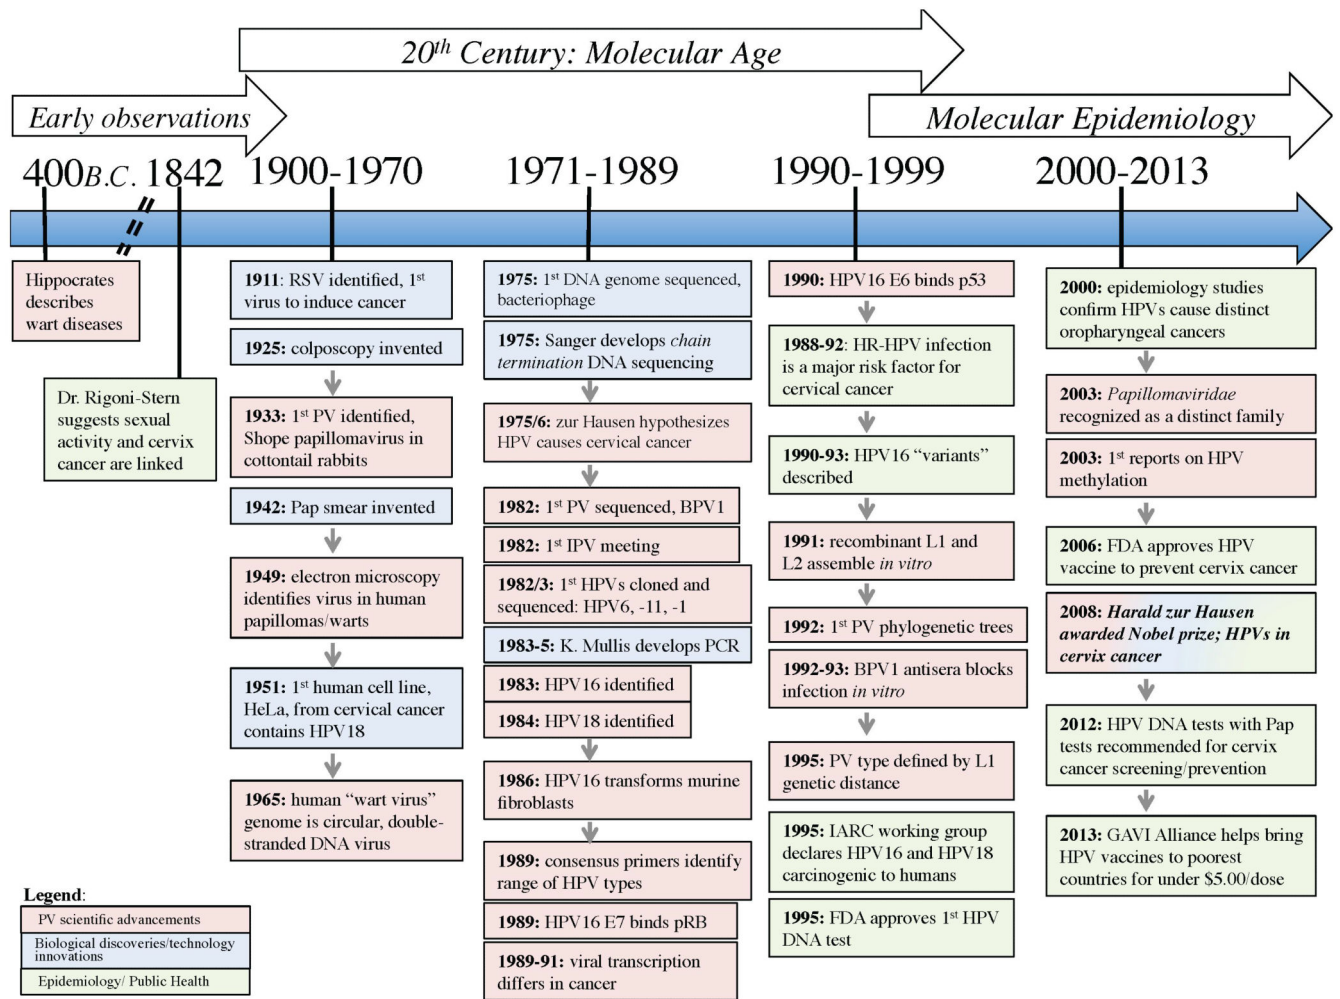 20th Century: Molecular Age
Early observations
Molecular Epidemiology
400B.C. 1842 1900-1970 1971-1989 1990-1999 2000-2013
Hippocrates
describes
wart diseases
Dr. Rigoni-Stern
suggests sexual
activity and cervix
cancer are linked
1911: RSV identified, 1st
virus to induce cancer
1925: colposcopy invented
1933: 1st PV identified,
Shope papillomavirus in
cottontail rabbits
1942: Pap smear invented
1949: electron microscopy
identifies virus in human
papillomas/warts
1951: 1st human cell line,
HeLa, from cervical cancer
contains HPV18
1965: human “wart virus”
genome is circular, double-
stranded DNA virus
1975: 1st DNA genome sequenced,
bacteriophage
1975: Sanger develops chain
termination DNA sequencing
1975/6: zur Hausen hypothesizes
HPV causes cervical cancer
1982: 1st PV sequenced, BPV1
1982: 1st IPV meeting
1982/3: 1st HPVs cloned and
sequenced: HPV6, -11, -1
1983-5: K. Mullis develops PCR
1983: HPV16 identified
1984: HPV18 identified
1986: HPV16 transforms murine
fibroblasts
1989: consensus primers identify
range of HPV types
1989: HPV16 E7 binds pRB
1989-91: viral transcription
differs in cancer
1990: HPV16 E6 binds p53
1988-92: HR-HPV infection
is a major risk factor for
cervical cancer
1990-93: HPV16 “variants”
described
1991: recombinant L1 and
L2 assemble in vitro
1992: 1st PV phylogenetic trees
1992-93: BPV1 antisera blocks
infection in vitro
1995: PV type defined by L1
genetic distance
1995: IARC working group
declares HPV16 and HPV18
carcinogenic to humans
1995: FDA approves 1st HPV
DNA test
2000: epidemiology studies
confirm HPVs cause distinct
oropharyngeal cancers
2003: Papillomaviridae
recognized as a distinct family
2003: 1st reports on HPV
methylation
2006: FDA approves HPV
vaccine to prevent cervix cancer
2008: Harald zur Hausen
awarded Nobel prize; HPVs in
cervix cancer
2012: HPV DNA tests with Pap
tests recommended for cervix
cancer screening/prevention
2013: GAVI Alliance helps bring
HPV vaccines to poorest
countries for under $5.00/dose
Legend:
PV scientific advancements
Biological discoveries/technology
innovations
Epidemiology/ Public Health